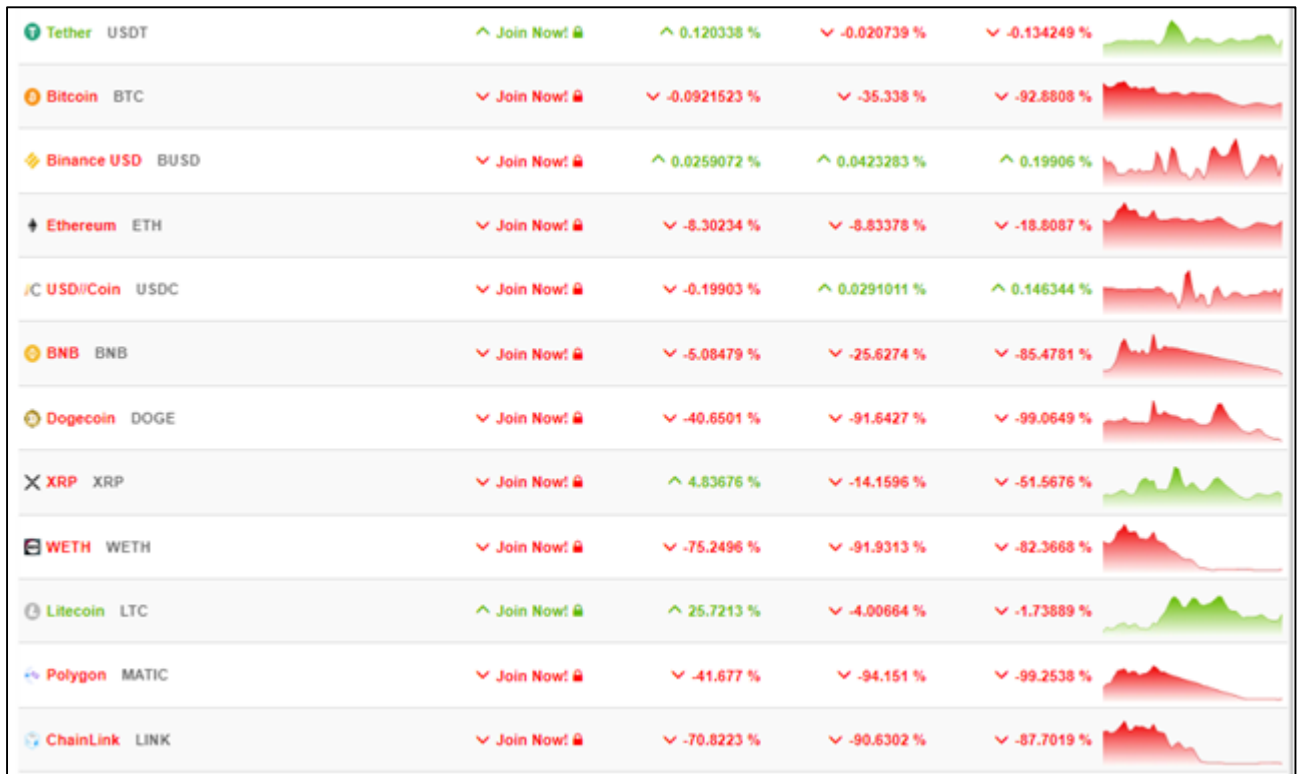 Tether USDT Join Now! 0.120338 % -0.020739 % -0.134249 %
Bitcoin BTC Join Now! -0.0921523 % -35.338 % -92.8808 %
Binance USD BUSD Join Now! 0.0259072 % 0.0423283 % 0.19906 %
Ethereum ETH Join Now! -8.30234 % -8.83378 % -18.8087 %
USD//Coin USDC Join Now! -0.19903 % 0.0291011 % 0.146344 %
BNB BNB Join Now! -5.08479 % -25.6274 % -85.4781 %
Dogecoin DOGE Join Now! -40.6501 % -91.6427 % -99.0649 %
XRP XRP Join Now! 4.83676 % -14.1596 % -51.5676 %
WETH WETH Join Now! -75.2496 % -91.9313 % -82.3668 %
Litecoin LTC Join Now! 25.7213 % -4.00664 % -1.73889 %
Polygon MATIC Join Now! -41.677 % -94.151 % -99.2538 %
ChainLink LINK Join Now! -70.8223 % -90.6302 % -87.7019 %